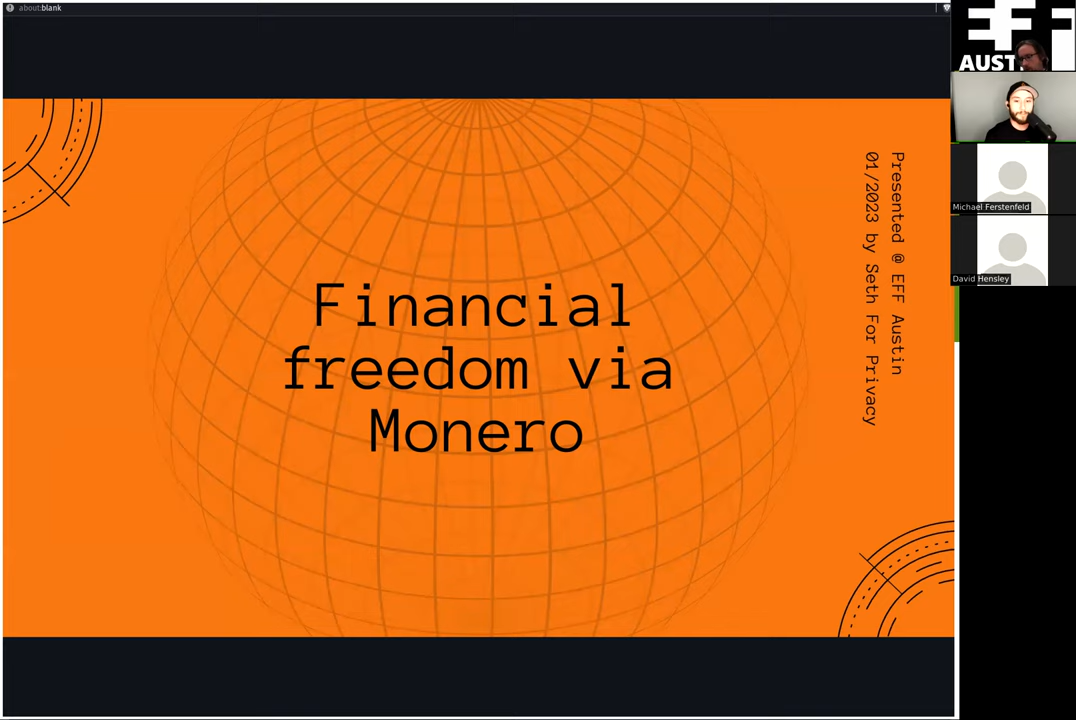 about:blank
Financial
freedom via
Monero
Presented @ EFF Austin
01/2023 by Seth For Privacy
EFF
AUST
Michael Ferstenfeld
David Hensley